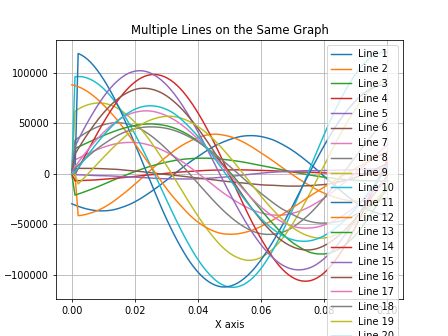 Multiple Lines on the Same Graph
100000
50000
0
−50000
−100000
0.00
0.02
0.04
0.06
X axis
Line 1
Line 2
Line 3
Line 4
Line 5
Line 6
Line 7
Line 8
Line 9
Line 10
Line 11
Line 12
Line 13
Line 14
Line 15
Line 16
Line 17
Line 18
Line 19
Line 20